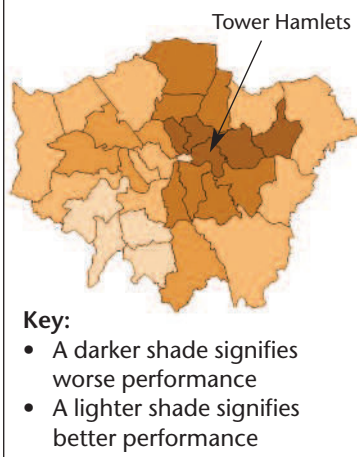 Tower Hamlets
Key:
• A darker shade signifies
worse performance
• A lighter shade signifies
better performance